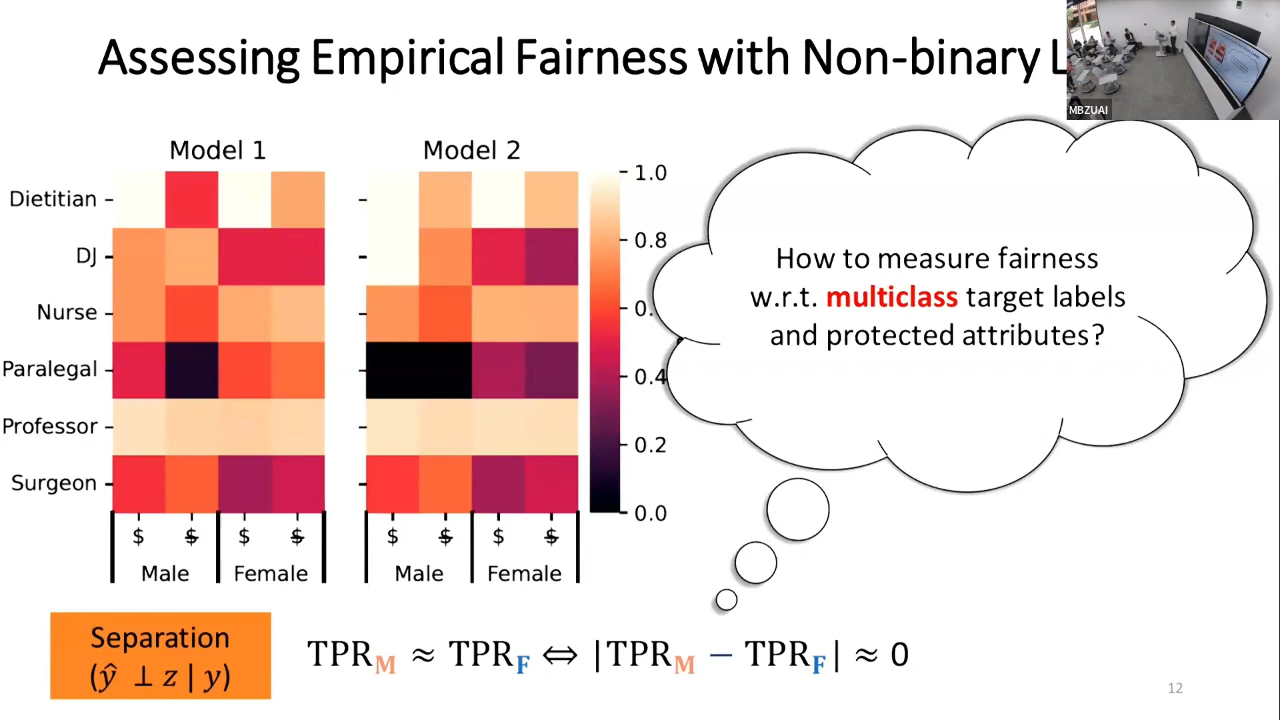 Assessing Empirical Fairness with Non-binary L
MBZUAI
Model 1
Model 2
Dietitian
DJ
Nurse
Paralegal
Professor
Surgeon
1.0
0.8
0.
0.4
0.2
0.0
$ $ $ $
Male Female
$ $ $ $
Male Female
How to measure fairness
w.r.t. multiclass target labels
and protected attributes?
Separation
(ŷ ⊥ z | y)
TPR_M ≈ TPR_F ⇔ |TPR_M − TPR_F| ≈ 0
12